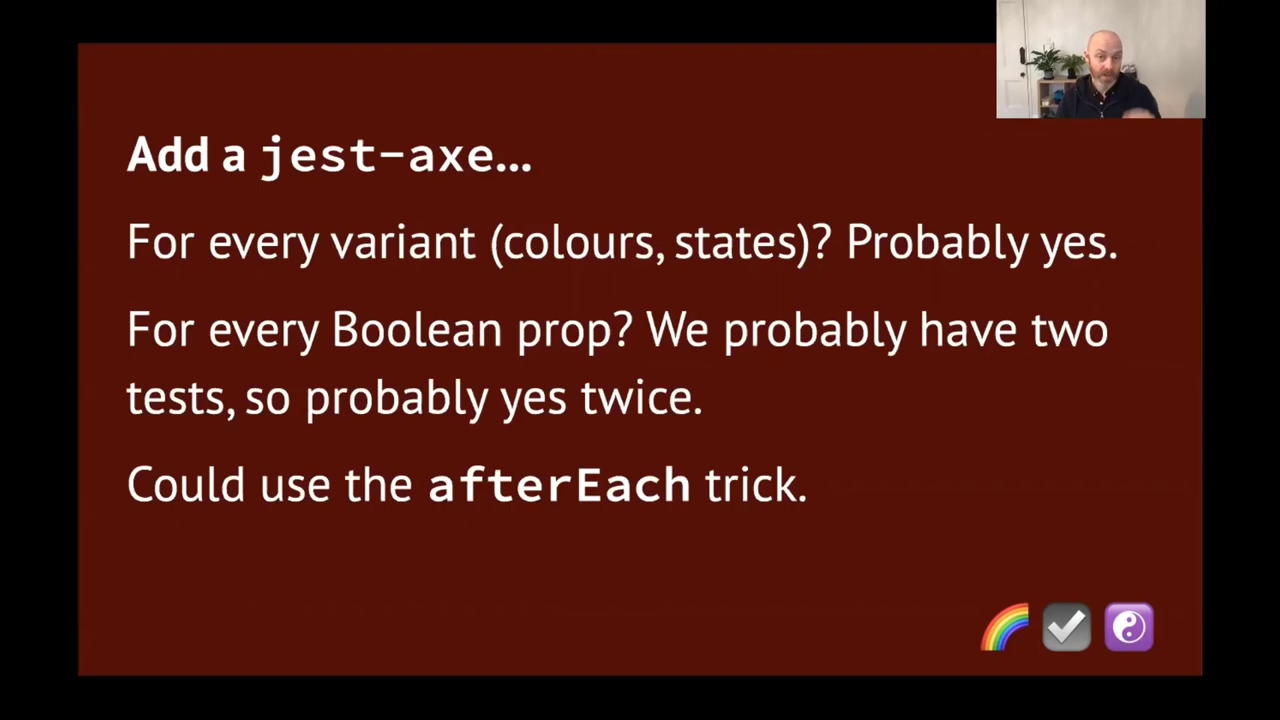 Add a jest-axe…
For every variant (colours, states)? Probably yes.
For every Boolean prop? We probably have two
tests, so probably yes twice.
Could use the afterEach trick.